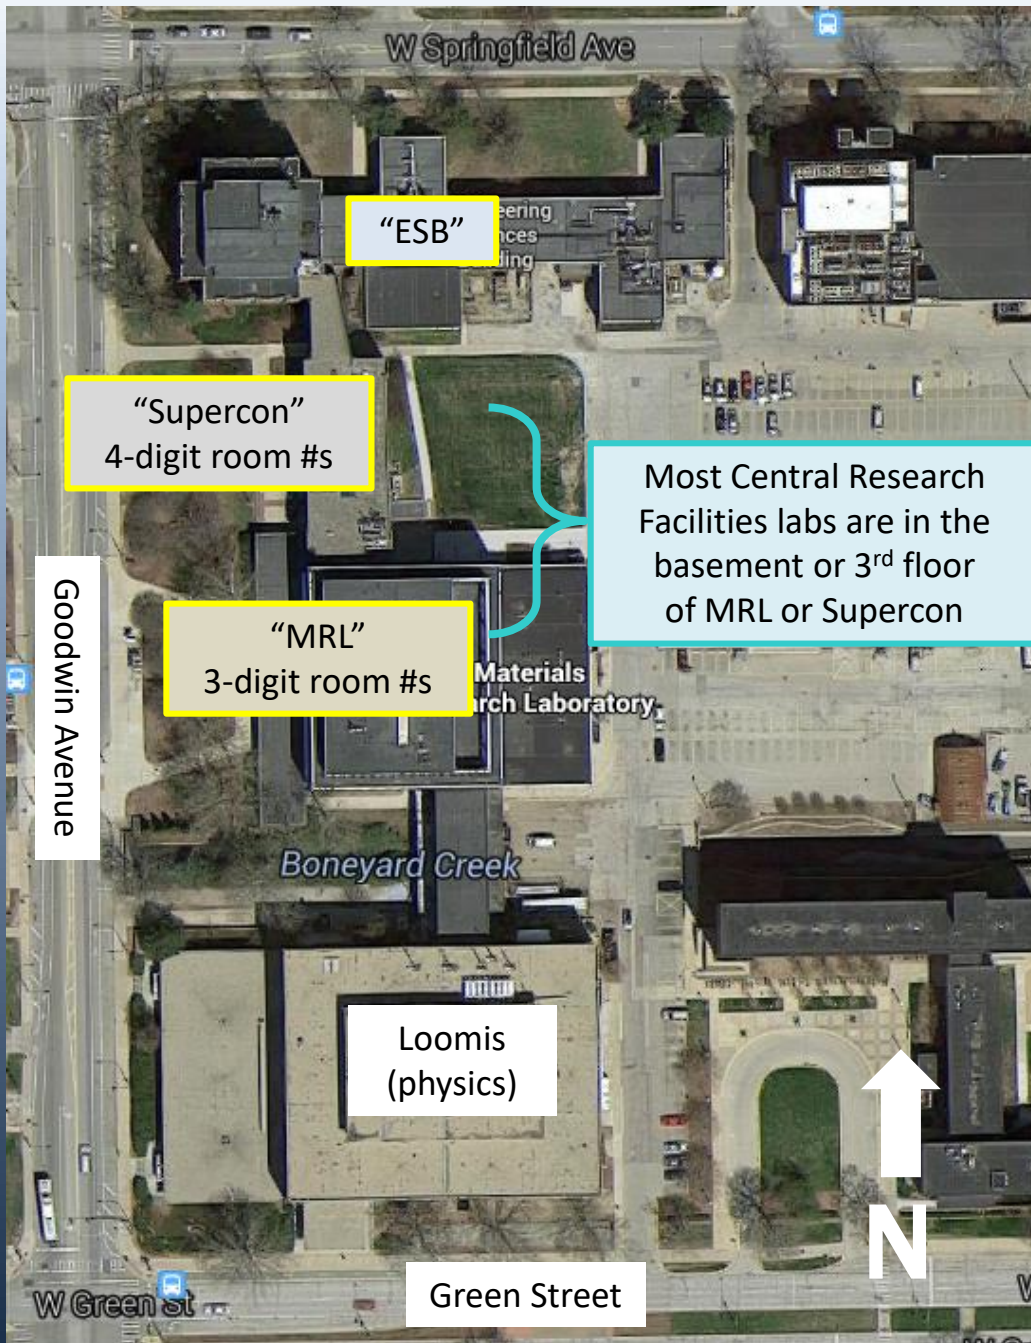 W Springfield Ave
“ESB”
eering
nces
ding
“Supercon”
4-digit room #s
Most Central Research
Facilities labs are in the
basement or 3rd floor
of MRL or Supercon
Goodwin Avenue
“MRL”
3-digit room #s
Materials
arch Laboratory
Boneyard Creek
Loomis
(physics)
N
W Green St
Green Street